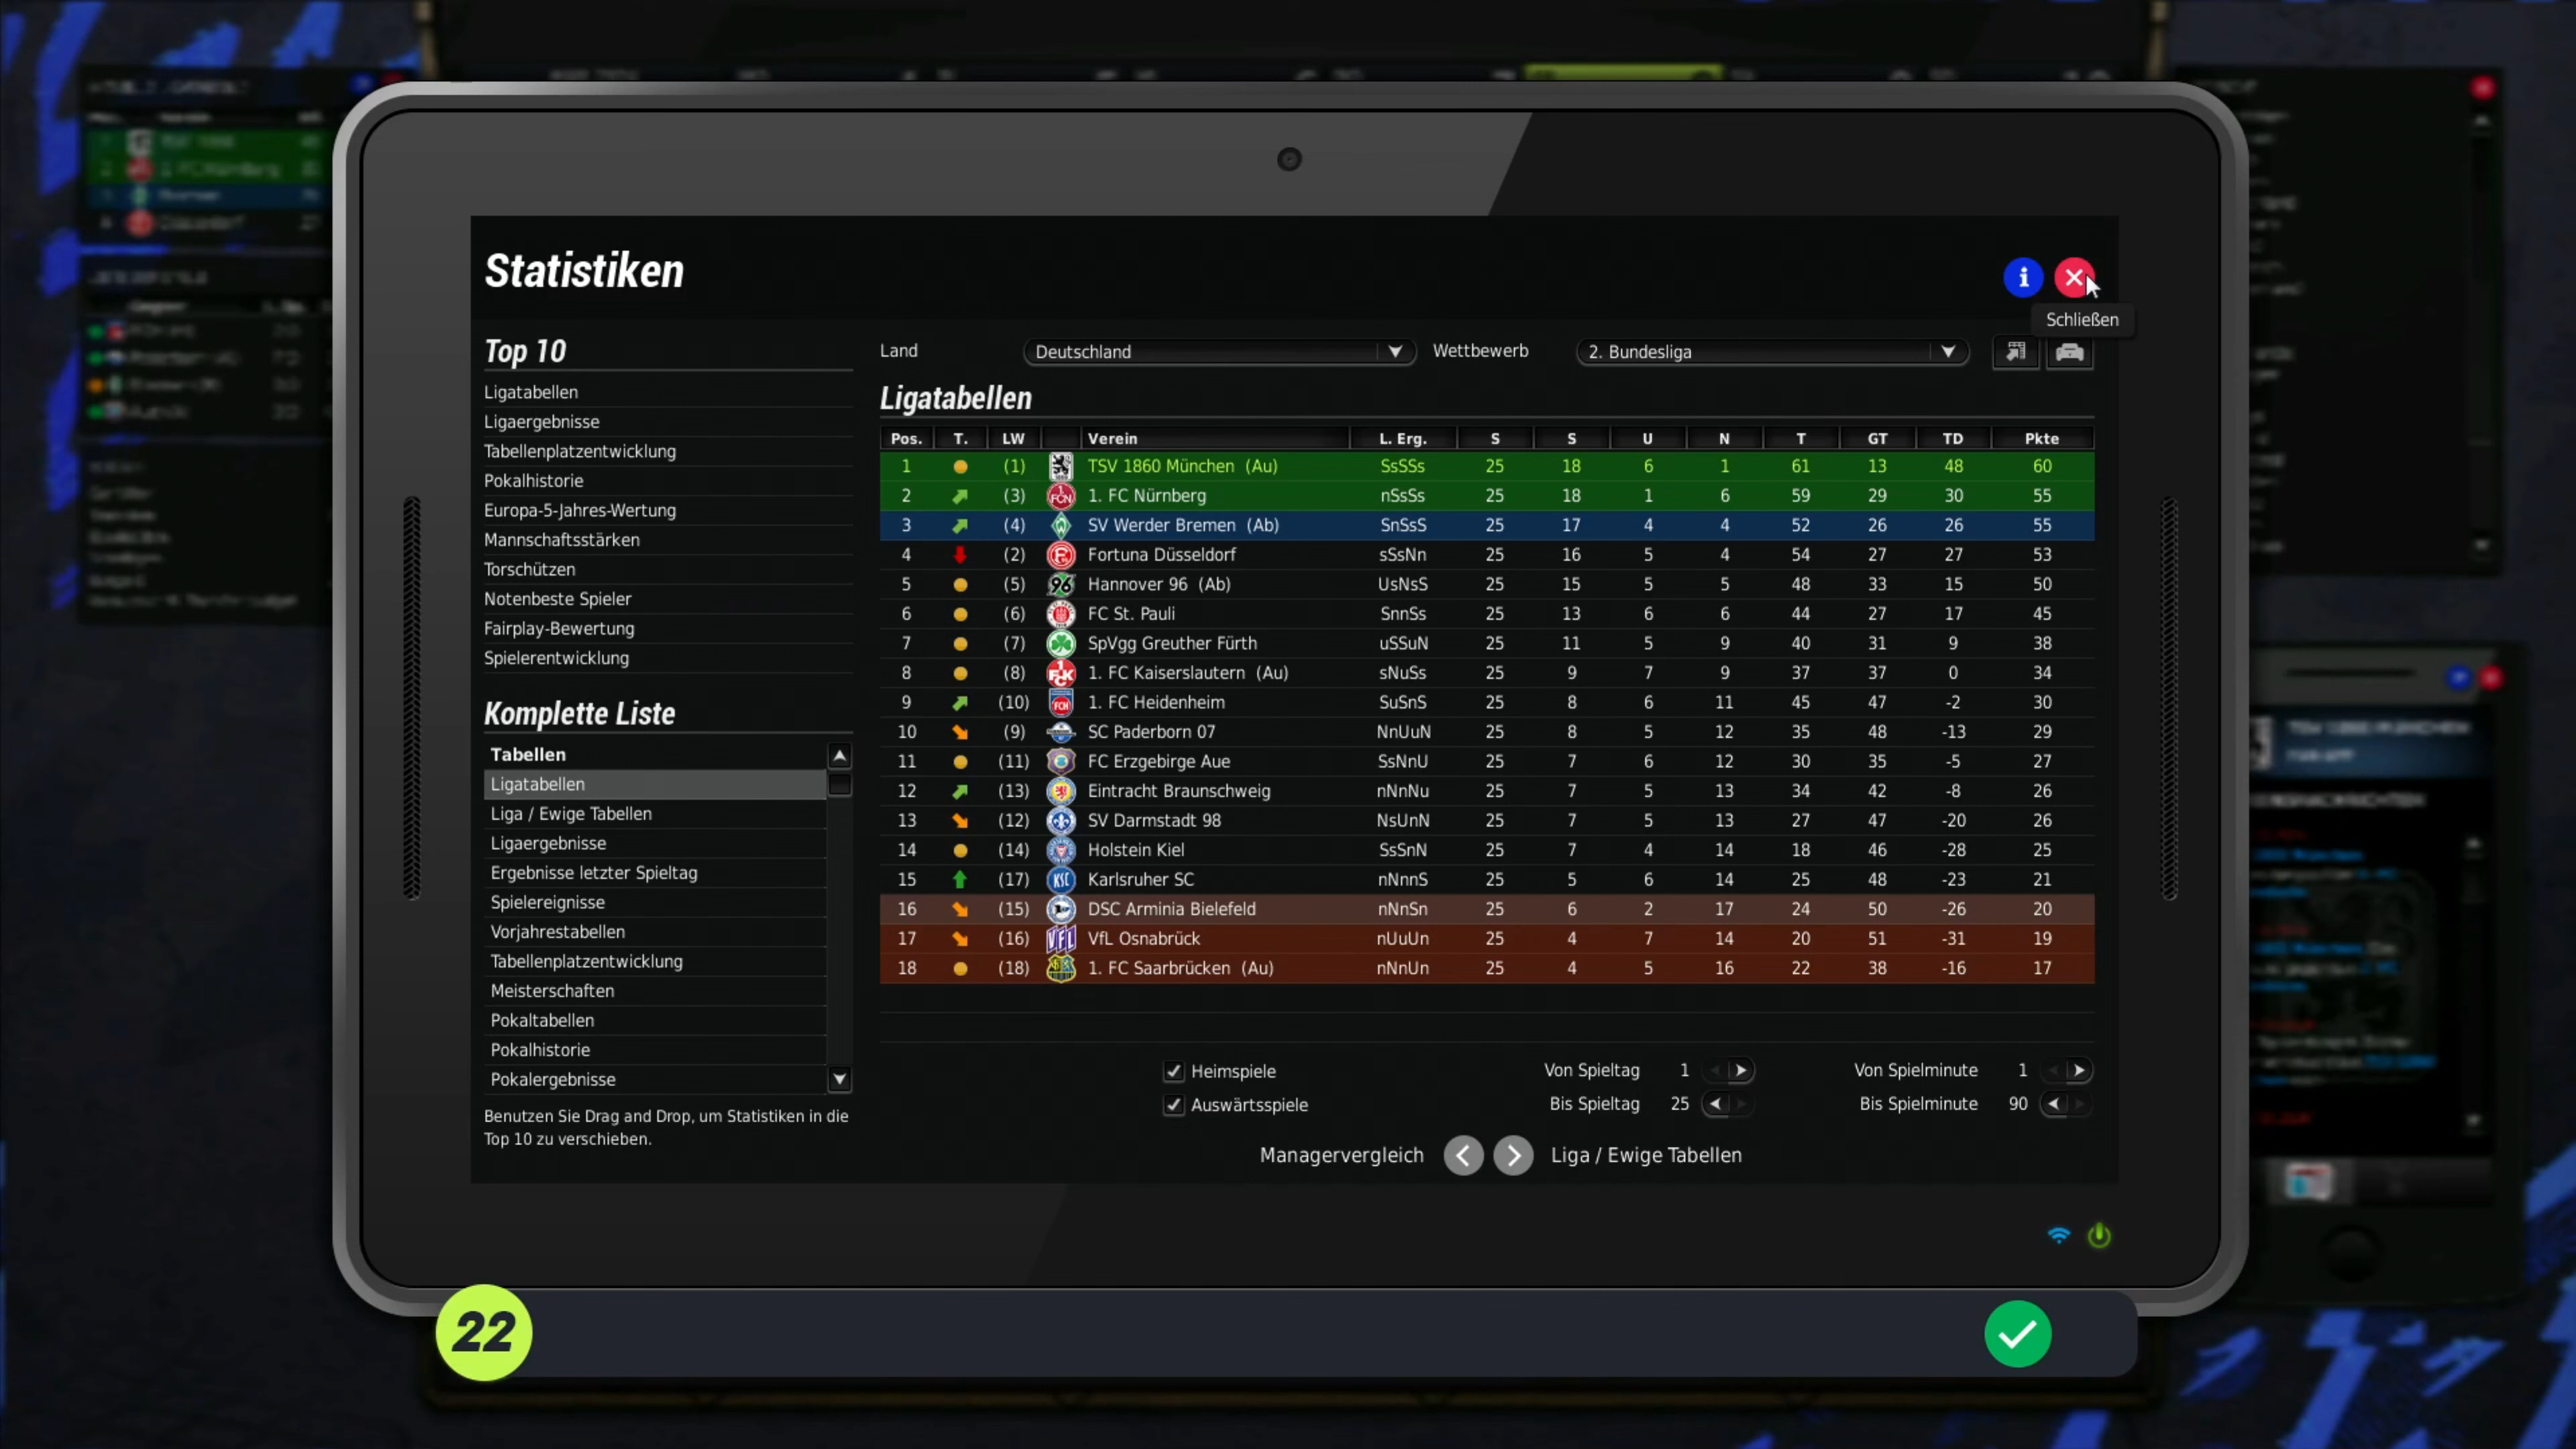 Statistiken
Schließen
Top 10
Ligatabellen
Ligaergebnisse
Tabellenplatzentwicklung
Pokalhistorie
Europa-5-Jahres-Wertung
Mannschaftsstärken
Torschützen
Notenbeste Spieler
Fairplay-Bewertung
Spielerentwicklung
Komplette Liste
Tabellen
Ligatabellen
Liga / Ewige Tabellen
Ligaergebnisse
Ergebnisse letzter Spieltag
Spielereignisse
Vorjahrestabellen
Tabellenplatzentwicklung
Meisterschaften
Pokaltabellen
Pokalhistorie
Pokalergebnisse
Benutzen Sie Drag and Drop, um Statistiken in die
Top 10 zu verschieben.
Land Deutschland Wettbewerb 2. Bundesliga
Ligatabellen
Pos. T. LW Verein L. Erg. S S U N T GT TD Pkte
1 (1) TSV 1860 München (Au) SsSSs 25 18 6 1 61 13 48 60
2 (3) 1. FC Nürnberg nSsSs 25 18 1 6 59 29 30 55
3 (4) SV Werder Bremen (Ab) SnSsS 25 17 4 4 52 26 26 55
4 (2) Fortuna Düsseldorf sSsNn 25 16 5 4 54 27 27 53
5 (5) Hannover 96 (Ab) UsNsS 25 15 5 5 48 33 15 50
6 (6) FC St. Pauli SnnSs 25 13 6 6 44 27 17 45
7 (7) SpVgg Greuther Fürth uSSuN 25 11 5 9 40 31 9 38
8 (8) 1. FC Kaiserslautern (Au) sNuSs 25 9 7 9 37 37 0 34
9 (10) 1. FC Heidenheim SuSnS 25 8 6 11 45 47 -2 30
10 (9) SC Paderborn 07 NnUuN 25 8 5 12 35 48 -13 29
11 (11) FC Erzgebirge Aue SsNnU 25 7 6 12 30 35 -5 27
12 (13) Eintracht Braunschweig nNnNu 25 7 5 13 34 42 -8 26
13 (12) SV Darmstadt 98 NsUnN 25 7 5 13 27 47 -20 26
14 (14) Holstein Kiel SsSnN 25 7 4 14 18 46 -28 25
15 (17) Karlsruher SC nNnnS 25 5 6 14 25 48 -23 21
16 (15) DSC Arminia Bielefeld nNnSn 25 6 2 17 24 50 -26 20
17 (16) VfL Osnabrück nUuUn 25 4 7 14 20 51 -31 19
18 (18) 1. FC Saarbrücken (Au) nNnUn 25 4 5 16 22 38 -16 17
Heimspiele Von Spieltag 1 Von Spielminute 1
Auswärtsspiele Bis Spieltag 25 Bis Spielminute 90
Managervergleich Liga / Ewige Tabellen
22